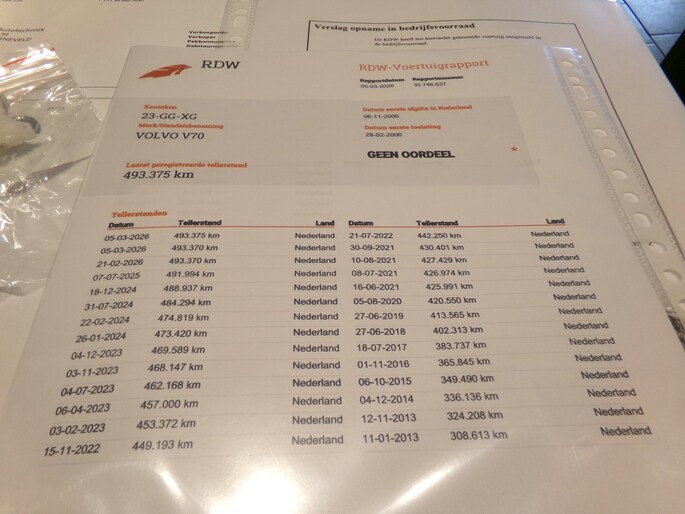 Verslag opname in bedrijfsvoorraad
De RDW heeft het hieronder genoemde voertuig
in de bedrijfsvoorraad.
RDW
RDW-Voertuigrapport
Rapportdatum Rapportnummer
05-03-2026 30.746.637
Kenteken
23-GG-XG
Merk/Handelsbenaming
VOLVO V70
Datum eerste afgifte in Nederland
06-11-2000
Datum eerste toelating
28-02-2000
GEEN OORDEEL
*
Laatst geregistreerde tellerstand
493.375 km
Tellerstanden
Datum Tellerstand Land Datum Tellerstand Land
05-03-2026 493.375 km Nederland 21-07-2022 442.250 km Nederland
05-03-2026 493.370 km Nederland 30-09-2021 430.401 km Nederland
21-02-2026 493.370 km Nederland 10-08-2021 427.429 km Nederland
07-07-2025 491.994 km Nederland 08-07-2021 426.974 km Nederland
18-12-2024 488.937 km Nederland 16-06-2021 425.991 km Nederland
31-07-2024 484.294 km Nederland 05-08-2020 420.550 km Nederland
22-02-2024 474.819 km Nederland 27-06-2019 413.565 km Nederland
26-01-2024 473.420 km Nederland 27-06-2018 402.313 km Nederland
04-12-2023 469.589 km Nederland 18-07-2017 383.737 km Nederland
03-11-2023 468.147 km Nederland 01-11-2016 365.845 km Nederland
04-07-2023 462.168 km Nederland 06-10-2015 349.490 km Nederland
06-04-2023 457.000 km Nederland 04-12-2014 336.136 km Nederland
03-02-2023 453.372 km Nederland 12-11-2013 324.208 km Nederland
15-11-2022 449.193 km Nederland 11-01-2013 308.613 km Nederland